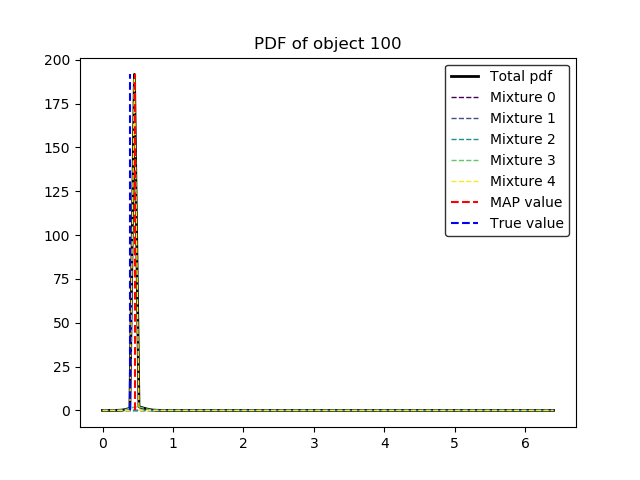 PDF of object 100
200
175
150
125
100
75
50
25
0
Total pdf
Mixture 0
Mixture 1
Mixture 2
Mixture 3
Mixture 4
MAP value
True value
0 1 2 3 4 5 6